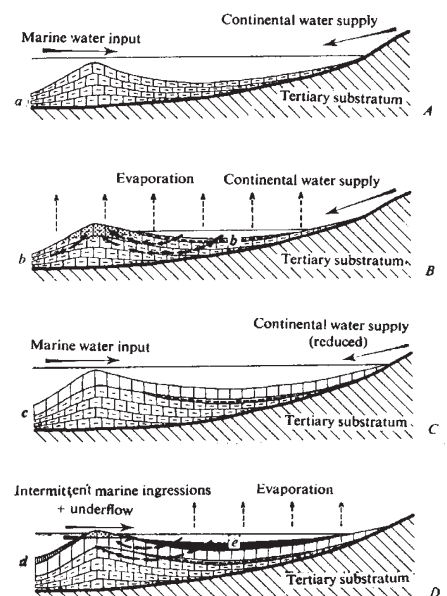 Continental water supply
Marine water input
a
Tertiary substratum
A
Evaporation
Continental water supply
b
b
Tertiary substratum
B
Continental water supply
(reduced)
Marine water input
c
Tertiary substratum
C
Intermittent marine ingressions
+ underflow
Evaporation
e
d
Tertiary substratum
D